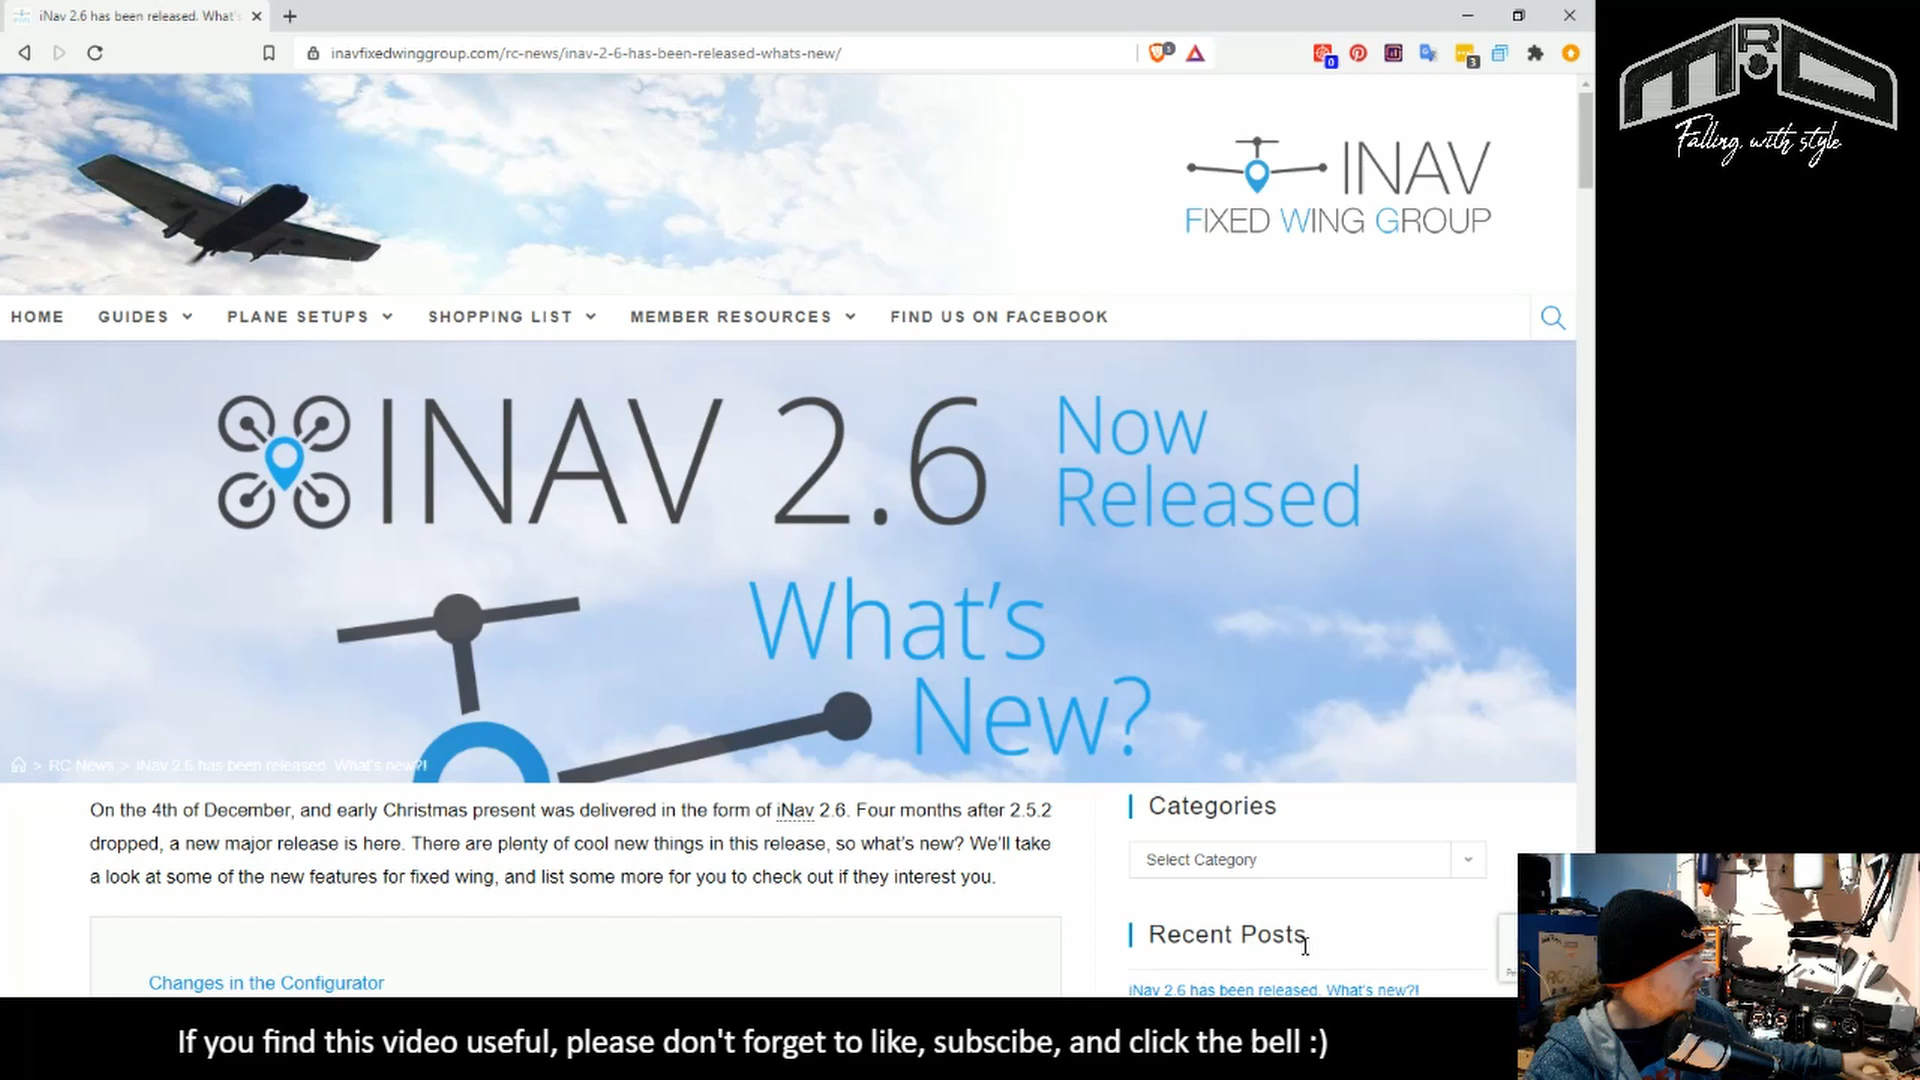 iNav 2.6 has been released. What's
inavfixedwinggroup.com/rc-news/inav-2-6-has-been-released-whats-new/
3
0
3
MRD
Falling with style
INAV
FIXED WING GROUP
HOME GUIDES PLANE SETUPS SHOPPING LIST MEMBER RESOURCES FIND US ON FACEBOOK
INAV 2.6 Now Released
What's New?
> RC News > iNav 2.6 has been released. What's new?!
On the 4th of December, and early Christmas present was delivered in the form of iNav 2.6. Four months after 2.5.2
dropped, a new major release is here. There are plenty of cool new things in this release, so what's new? We'll take
a look at some of the new features for fixed wing, and list some more for you to check out if they interest you.
Changes in the Configurator
Categories
Select Category
Recent Posts
iNav 2.6 has been released. What's new?!
If you find this video useful, please don't forget to like, subscibe, and click the bell :)